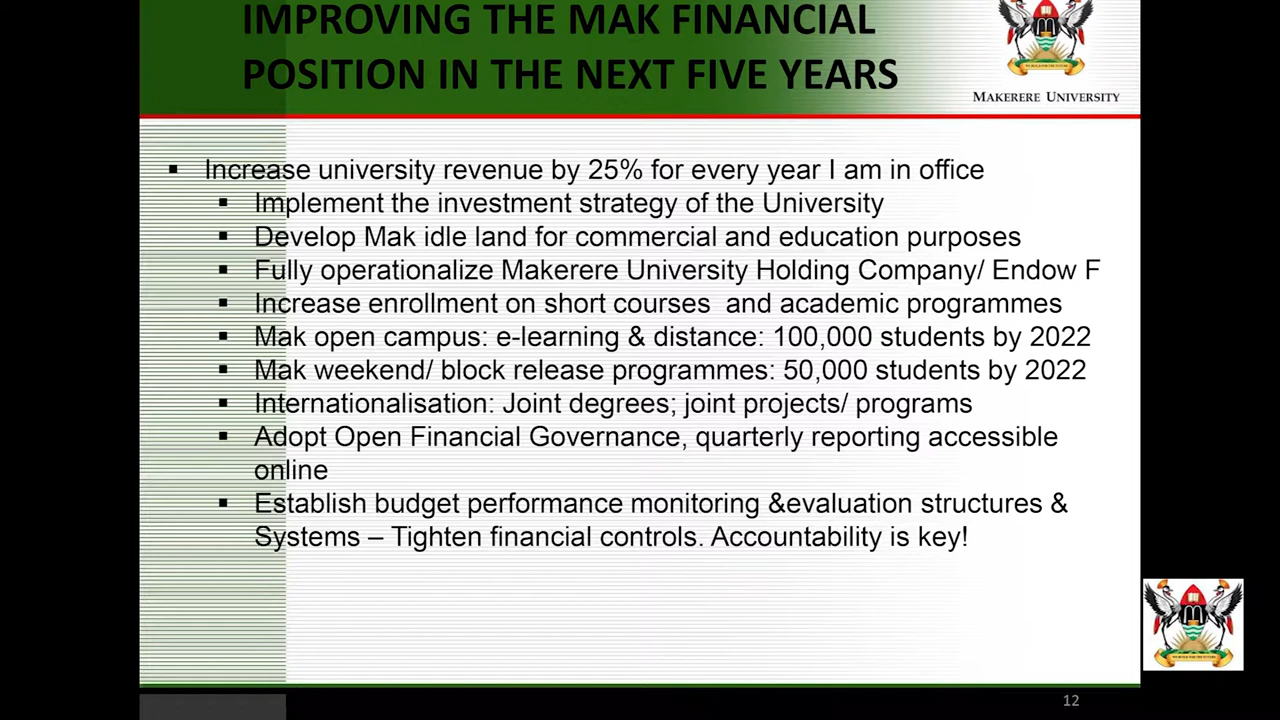 IMPROVING THE MAK FINANCIAL
POSITION IN THE NEXT FIVE YEARS
MAKERERE UNIVERSITY
▪ Increase university revenue by 25% for every year I am in office
▪ Implement the investment strategy of the University
▪ Develop Mak idle land for commercial and education purposes
▪ Fully operationalize Makerere University Holding Company/ Endow F
▪ Increase enrollment on short courses and academic programmes
▪ Mak open campus: e-learning & distance: 100,000 students by 2022
▪ Mak weekend/ block release programmes: 50,000 students by 2022
▪ Internationalisation: Joint degrees; joint projects/ programs
▪ Adopt Open Financial Governance, quarterly reporting accessible
online
▪ Establish budget performance monitoring &evaluation structures &
Systems – Tighten financial controls. Accountability is key!
12